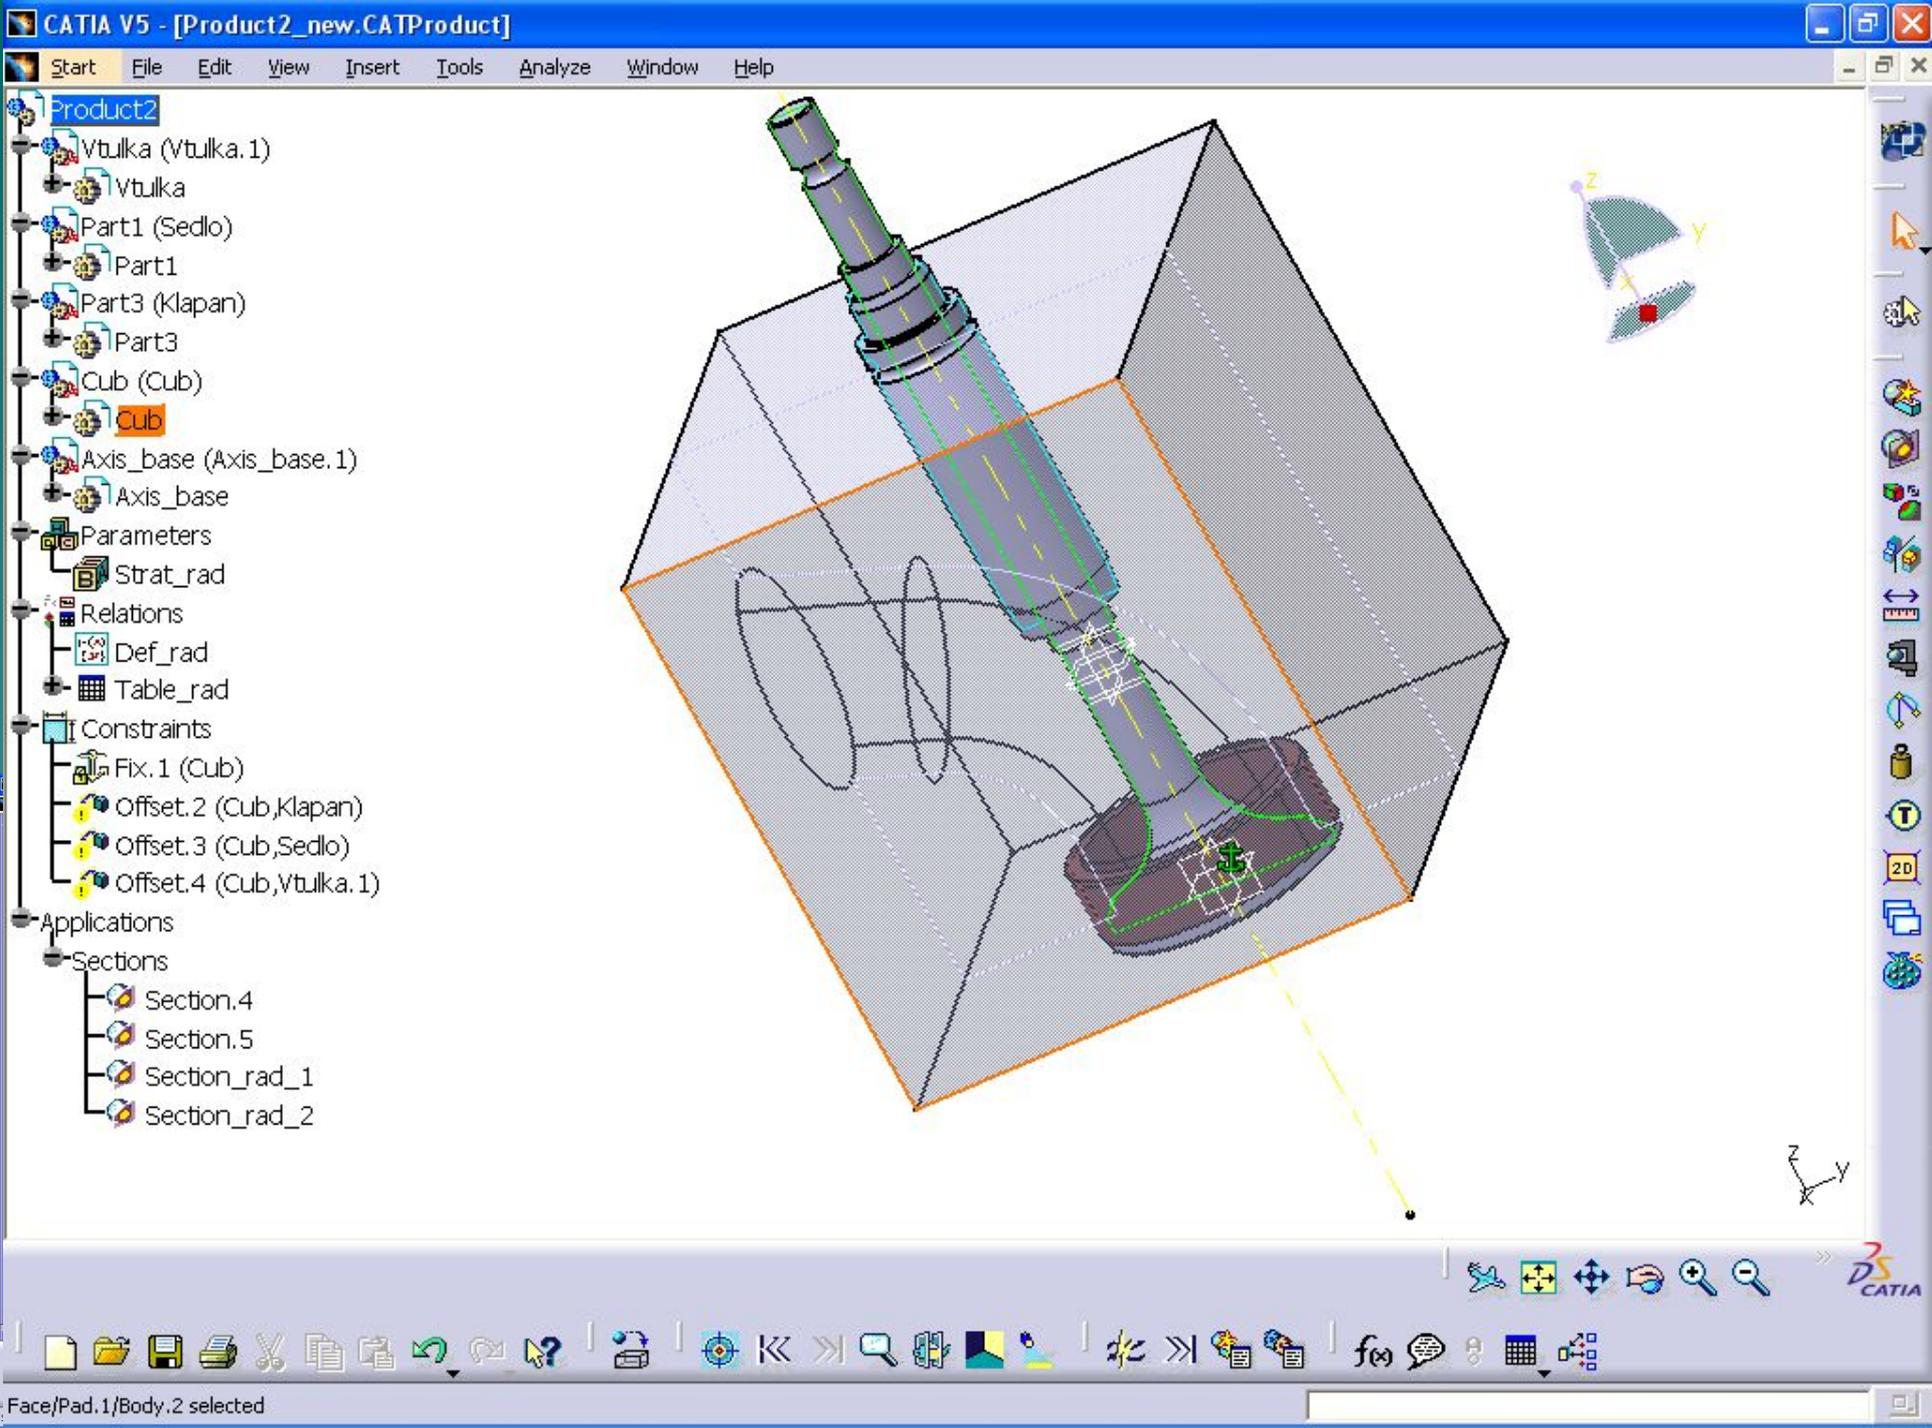 CATIA V5 - [Product2_new.CATProduct]
Start File Edit View Insert Tools Analyze Window Help
Product2
Vtulka (Vtulka.1)
Vtulka
Part1 (Sedlo)
Part1
Part3 (Klapan)
Part3
Cub (Cub)
Cub
Axis_base (Axis_base.1)
Axis_base
Parameters
Strat_rad
Relations
Def_rad
Table_rad
Constraints
Fix.1 (Cub)
Offset.2 (Cub,Klapan)
Offset.3 (Cub,Sedlo)
Offset.4 (Cub,Vtulka.1)
Applications
Sections
Section.4
Section.5
Section_rad_1
Section_rad_2
z
y
x
T
2D
z
y
x
DS
CATIA
f(x)
Face/Pad.1/Body.2 selected